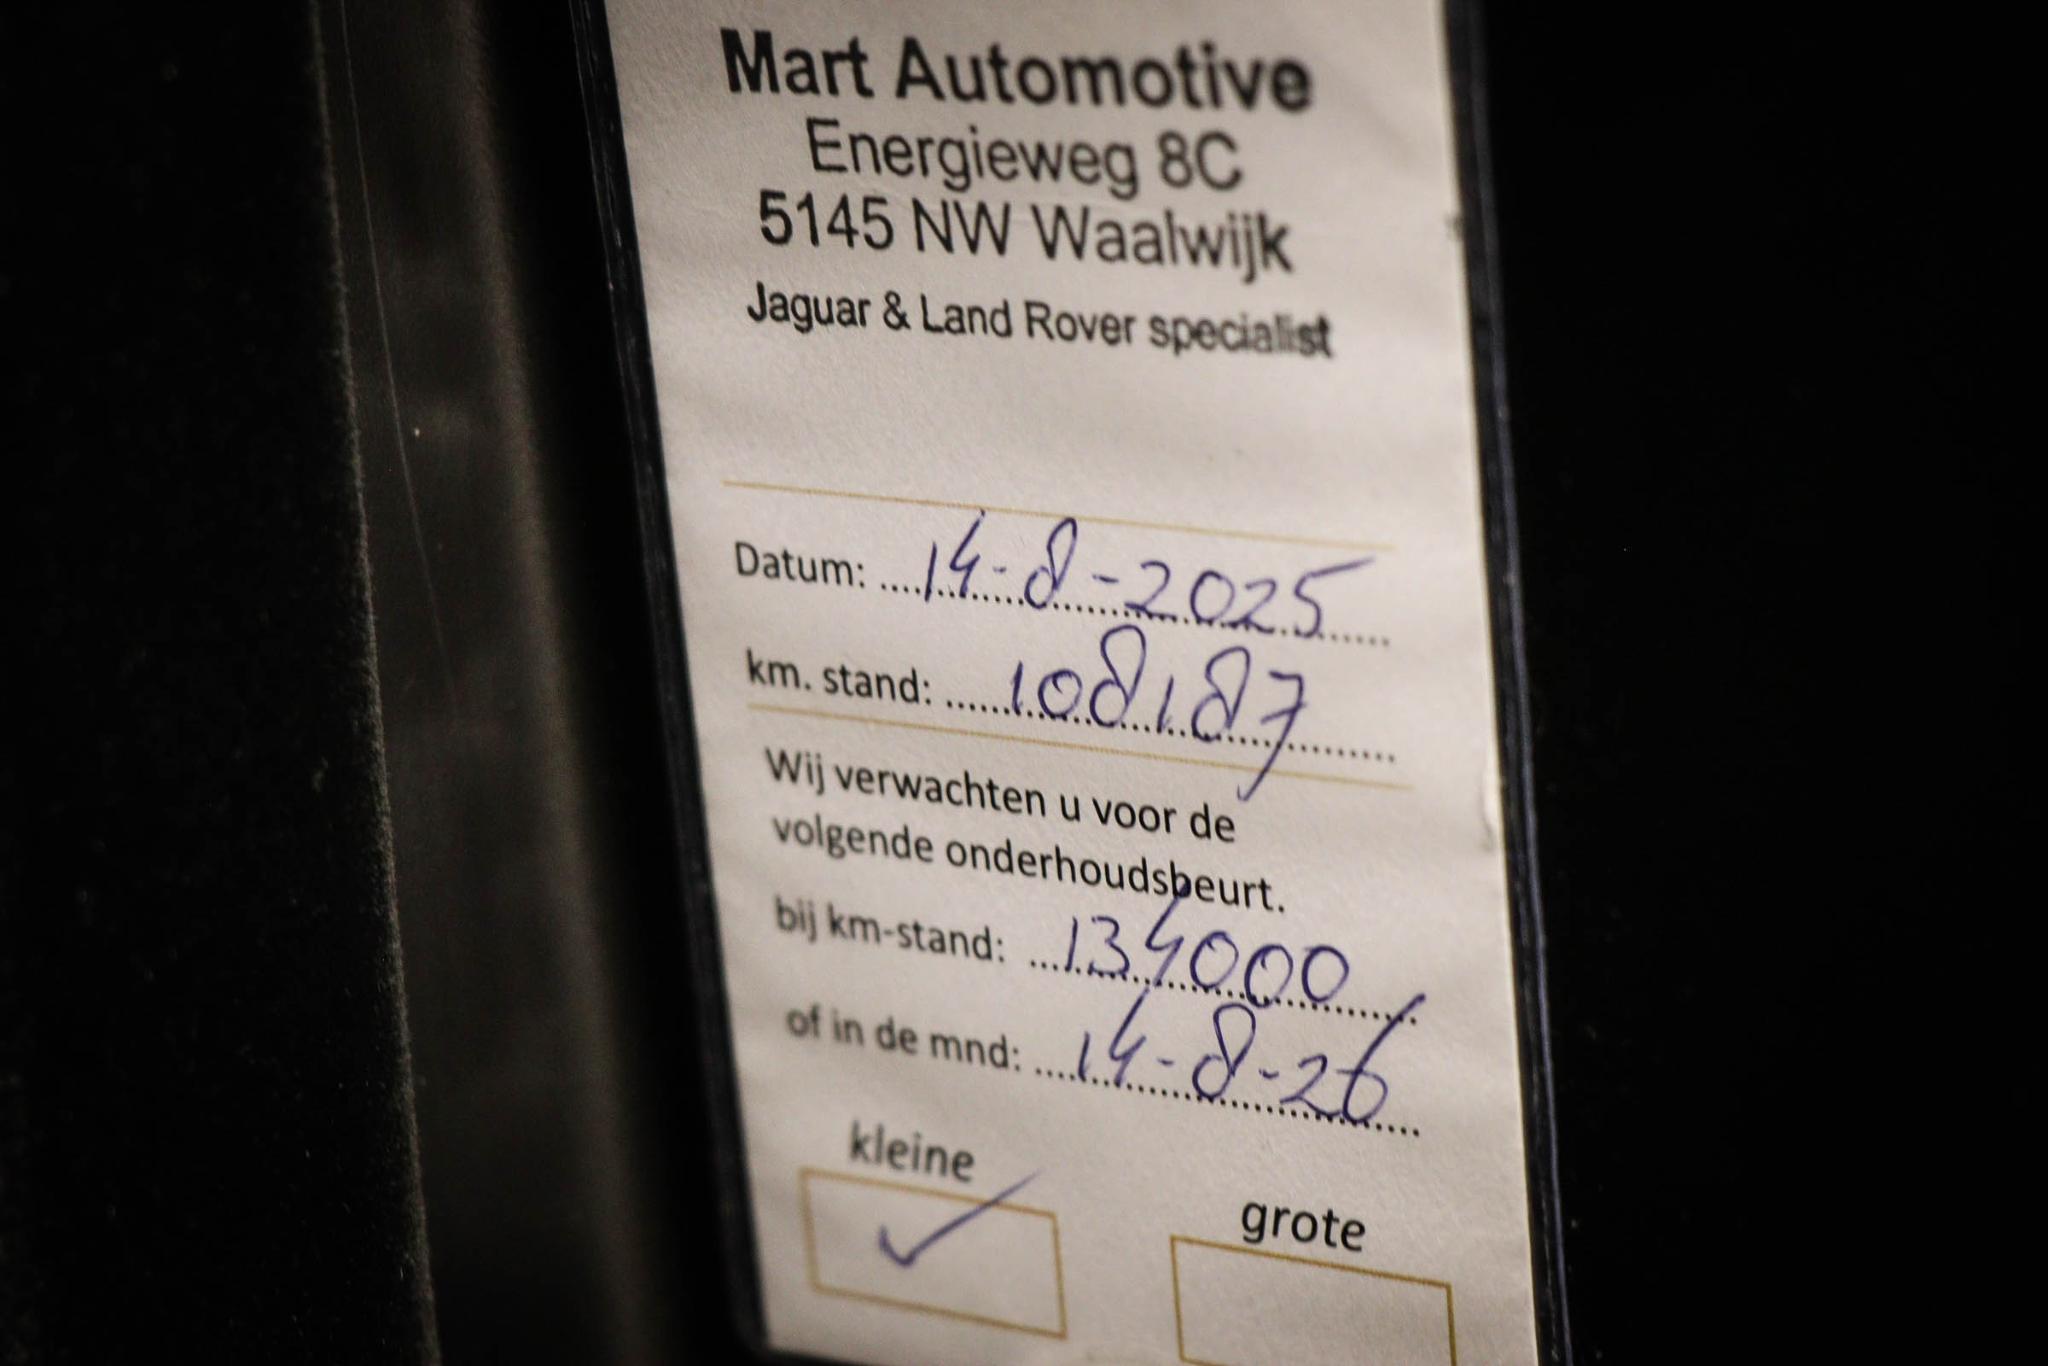 Mart Automotive
Energieweg 8C
5145 NW Waalwijk
Jaguar & Land Rover specialist
Datum: 14-8-2025
km. stand: 108187
Wij verwachten u voor de
volgende onderhoudsbeurt.
bij km-stand: 134000
of in de mnd: 14-8-26
kleine grote